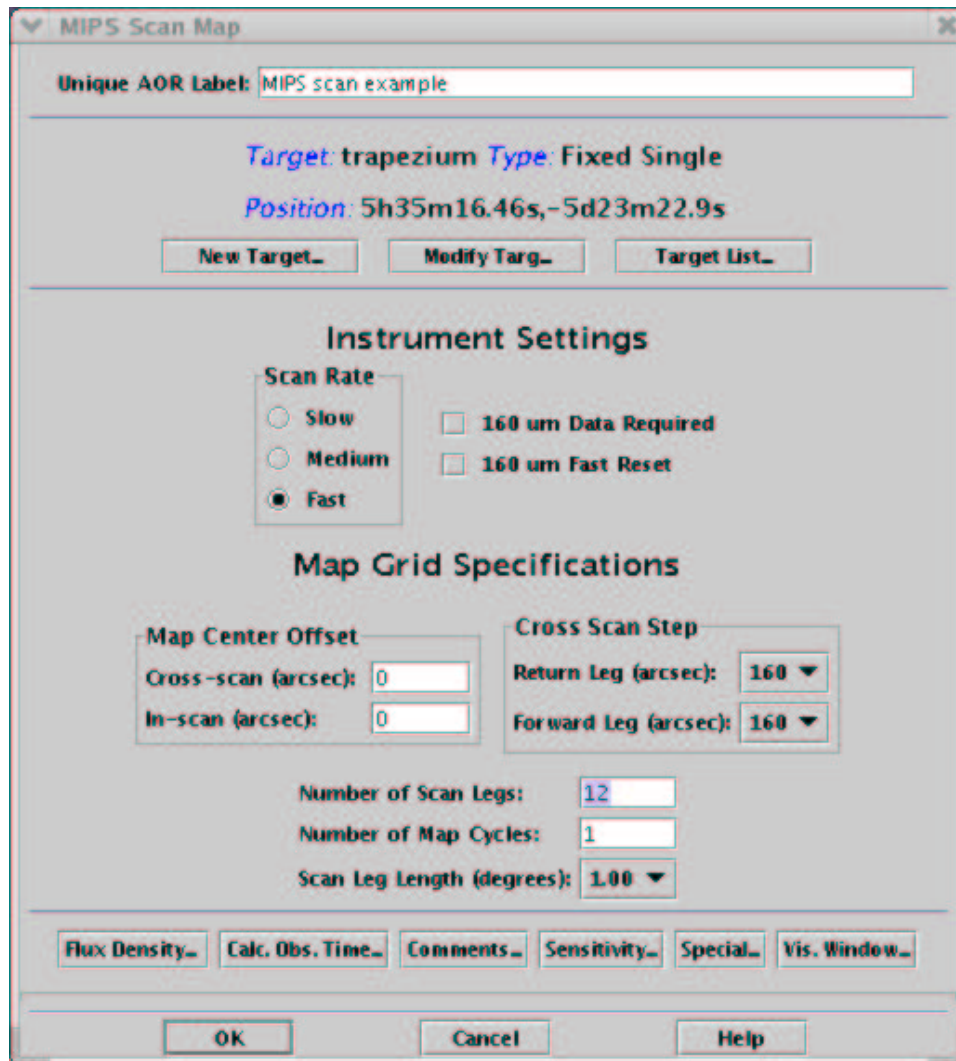 MIPS Scan Map
Unique AOR Label: MIPS scan example
Target: trapezium Type: Fixed Single
Position: 5h35m16.46s,-5d23m22.9s
New Target... Modify Targ... Target List...
Instrument Settings
Scan Rate
Slow
Medium
Fast
160 um Data Required
160 um Fast Reset
Map Grid Specifications
Map Center Offset
Cross-scan (arcsec): 0
In-scan (arcsec): 0
Cross Scan Step
Return Leg (arcsec): 160
Forward Leg (arcsec): 160
Number of Scan Legs: 12
Number of Map Cycles: 1
Scan Leg Length (degrees): 1.00
Flux Density... Calc. Obs. Time... Comments... Sensitivity... Special... Vis. Window...
OK Cancel Help